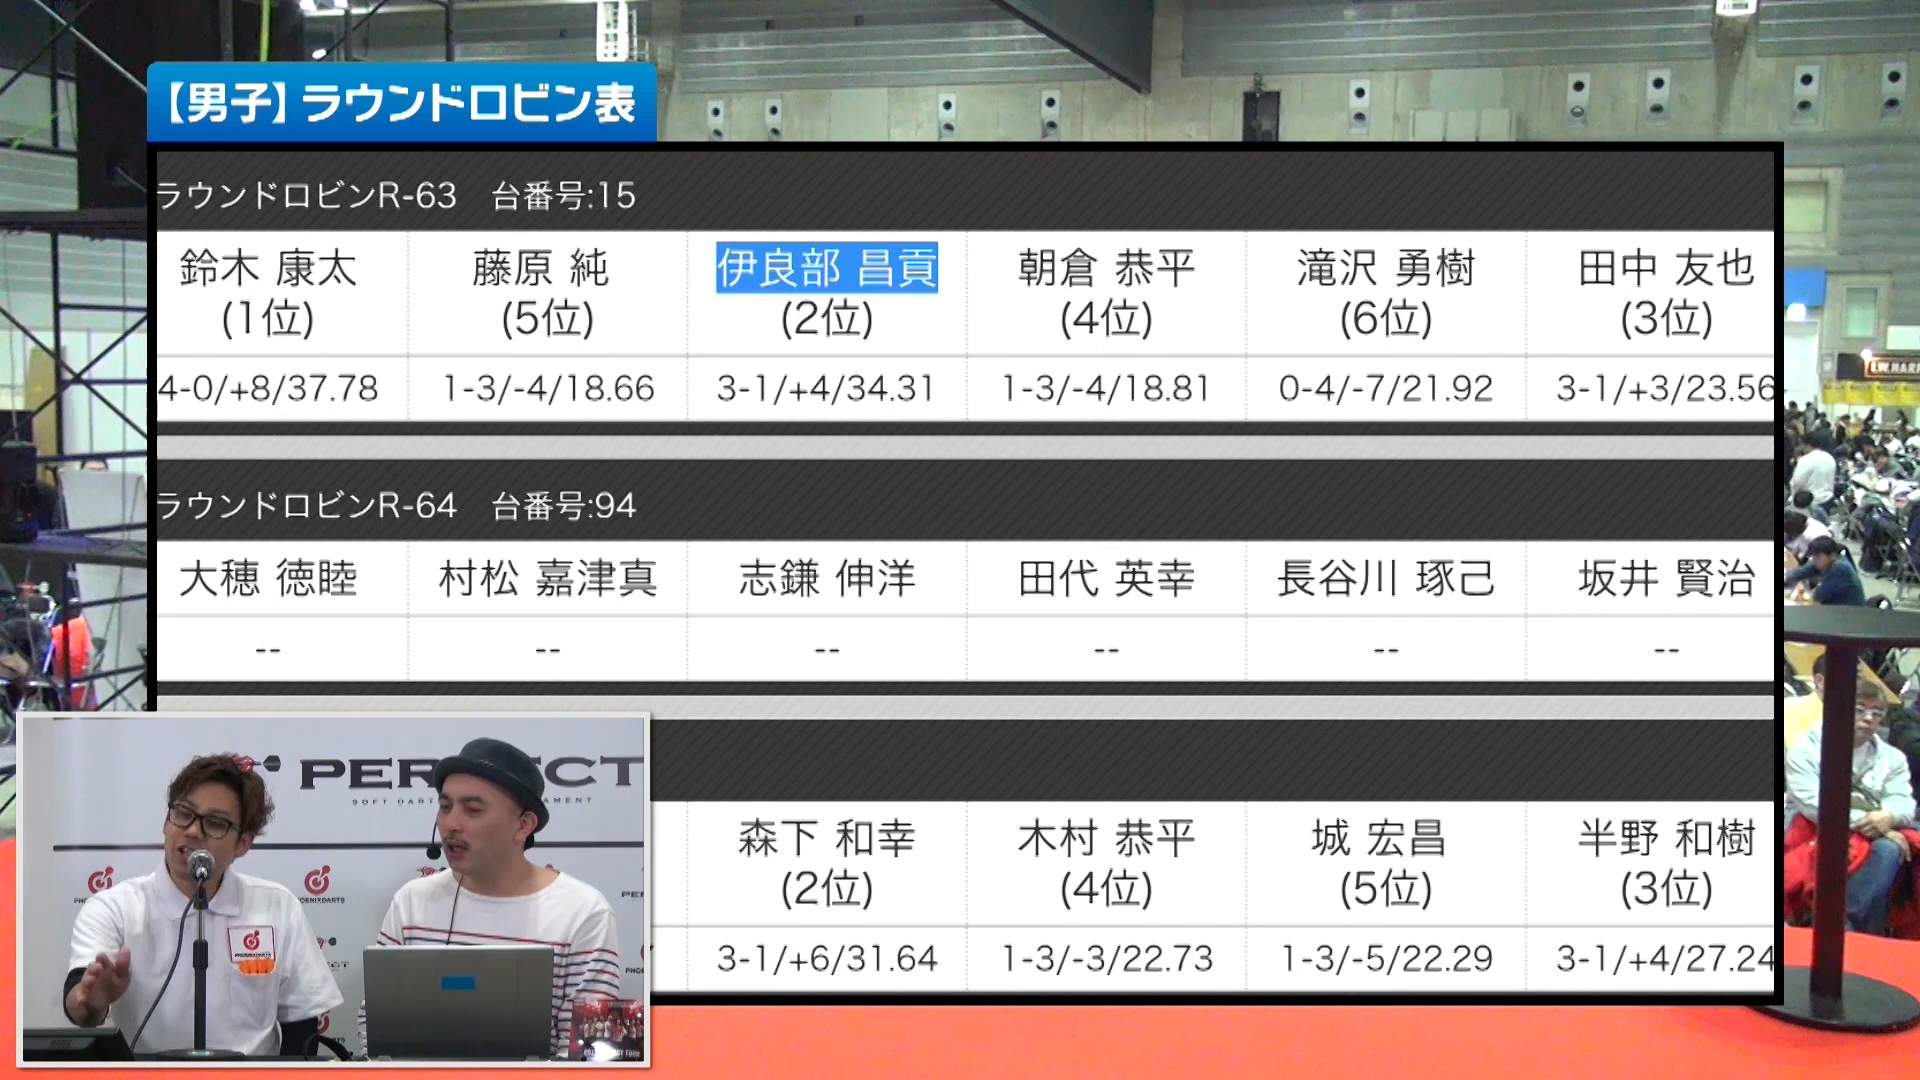 【男子】ラウンドロビン表
ラウンドロビンR-63 台番号:15
鈴木 康太 藤原 純 伊良部 昌貢 朝倉 恭平 滝沢 勇樹 田中 友也
(1位) (5位) (2位) (4位) (6位) (3位)
4-0/+8/37.78 1-3/-4/18.66 3-1/+4/34.31 1-3/-4/18.81 0-4/-7/21.92 3-1/+3/23.56
ラウンドロビンR-64 台番号:94
大穂 徳睦 村松 嘉津真 志鎌 伸洋 田代 英幸 長谷川 琢己 坂井 賢治
-- -- -- -- -- --
森下 和幸 木村 恭平 城 宏昌 半野 和樹
(2位) (4位) (5位) (3位)
3-1/+6/31.64 1-3/-3/22.73 1-3/-5/22.29 3-1/+4/27.24
PER ECT
SOFT DART AMENT